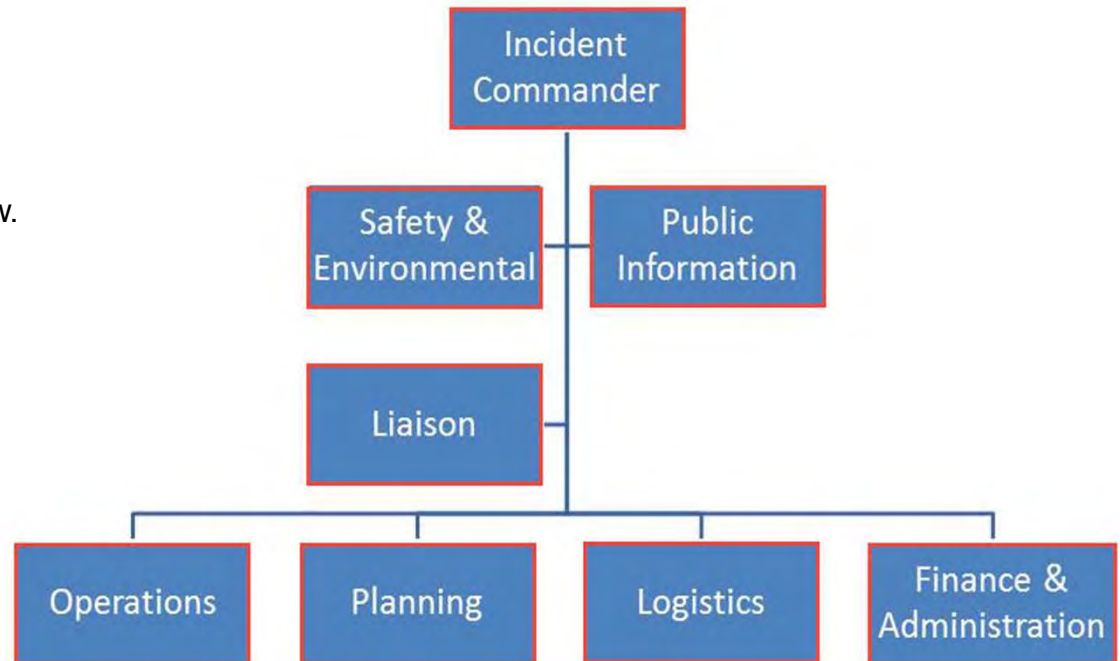 Incident
Commander
w.
Safety &
Environmental
Public
Information
Liaison
Operations
Planning
Logistics
Finance &
Administration